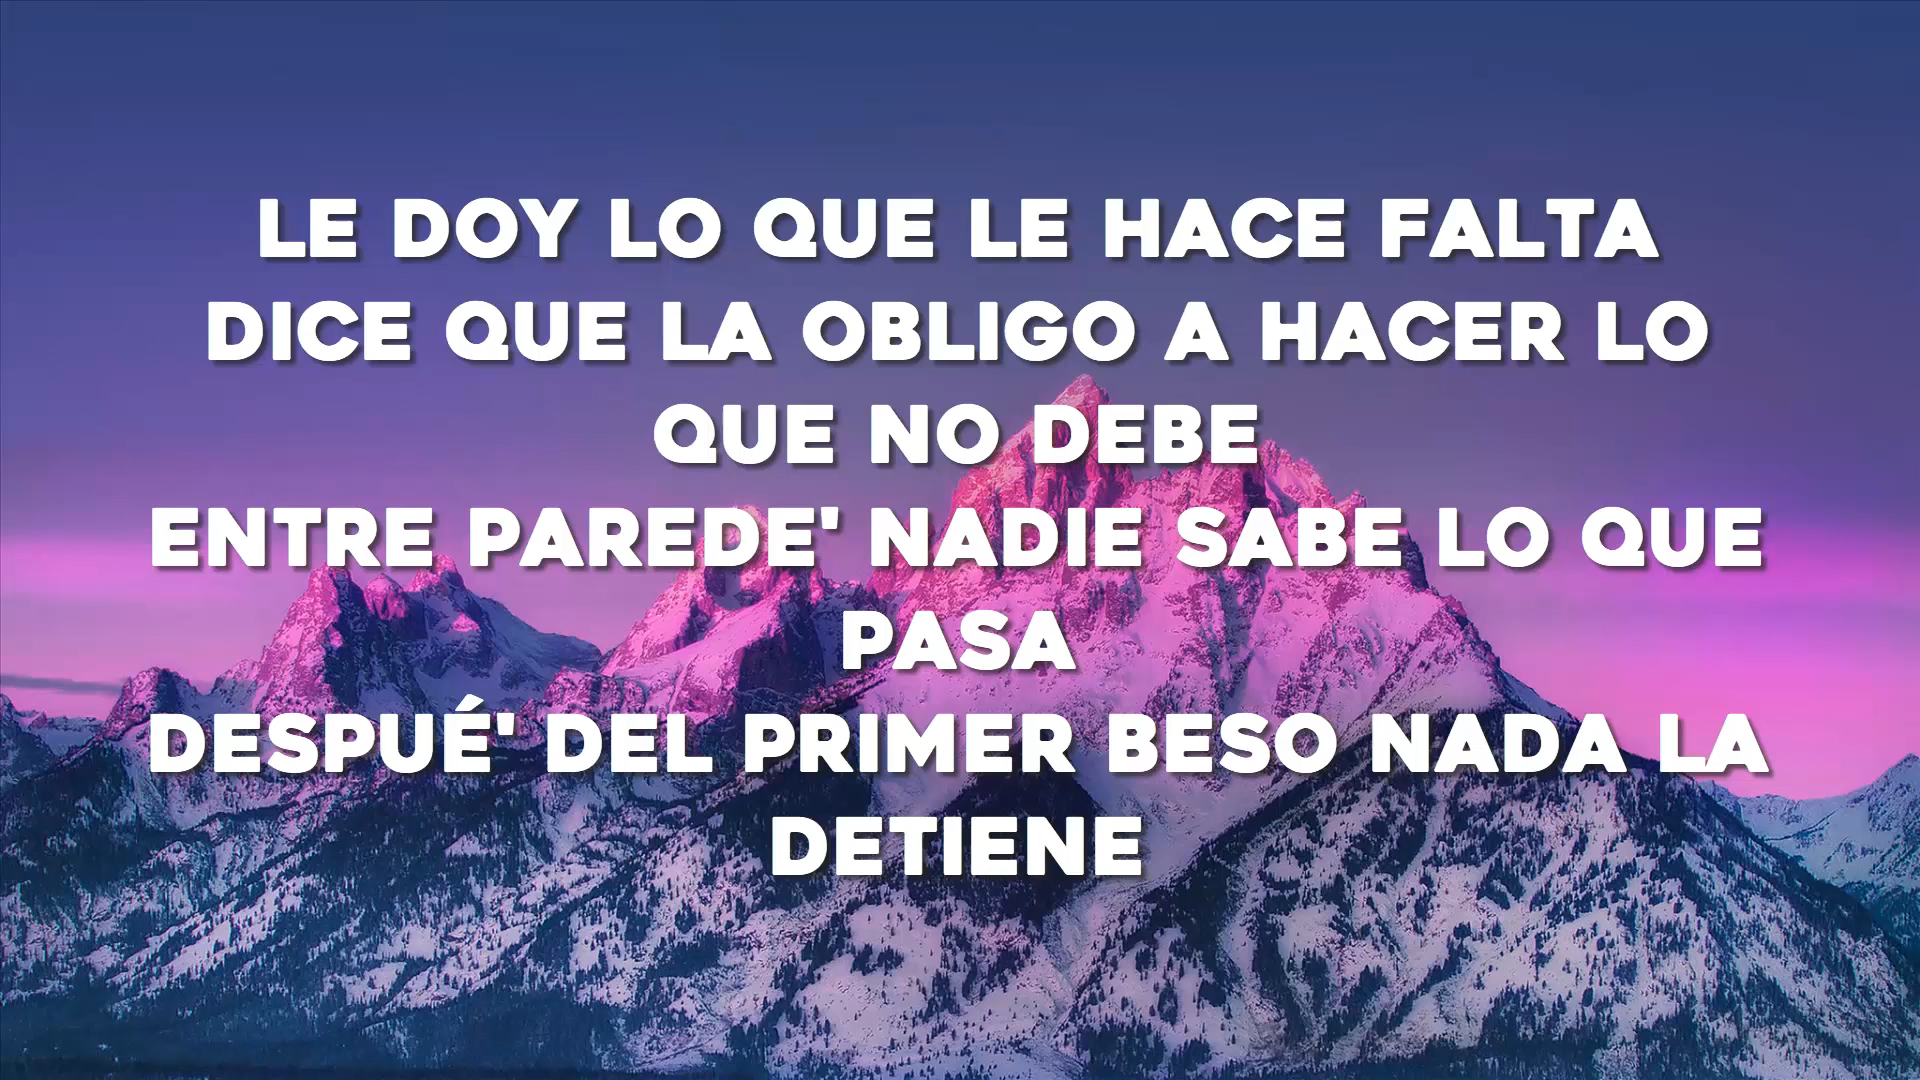 LE DOY LO QUE LE HACE FALTA
DICE QUE LA OBLIGO A HACER LO
QUE NO DEBE
ENTRE PAREDE' NADIE SABE LO QUE
PASA
DESPUÉ' DEL PRIMER BESO NADA LA
DETIENE